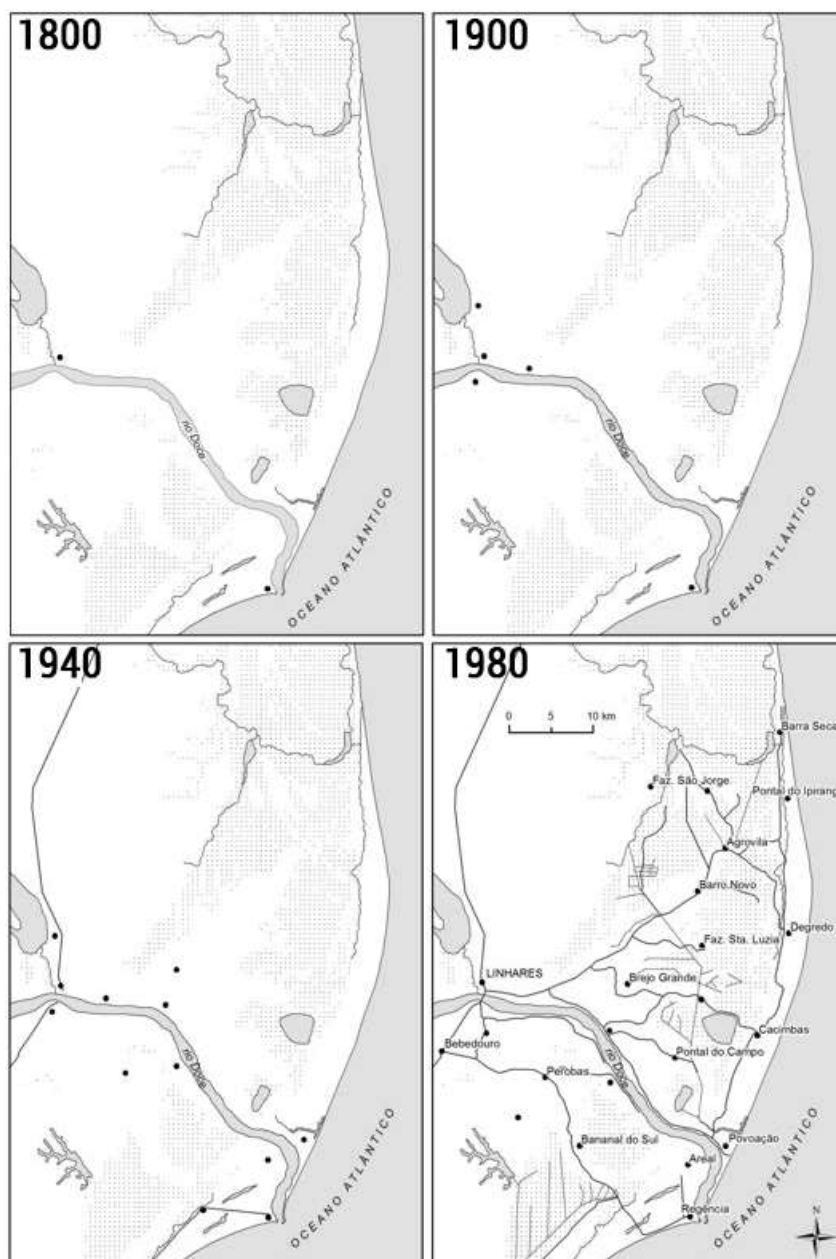 1800
rio Doce
OCEANO ATLÂNTICO
1900
rio Doce
OCEANO ATLÂNTICO
1940
rio Doce
OCEANO ATLÂNTICO
1980
0 5 10 km
Barra Seca
Faz. São Jorge
Pontal do Ipirang
Agrovila
Barro Novo
Degredo
Faz. Sta. Luzia
LINHARES
Brejo Grande
Cacimbas
rio Doce
Bebedouro
Pontal do Campo
Perobas
Bananal do Sul
Povoação
Areal
Regência
OCEANO ATLÂNTICO
N